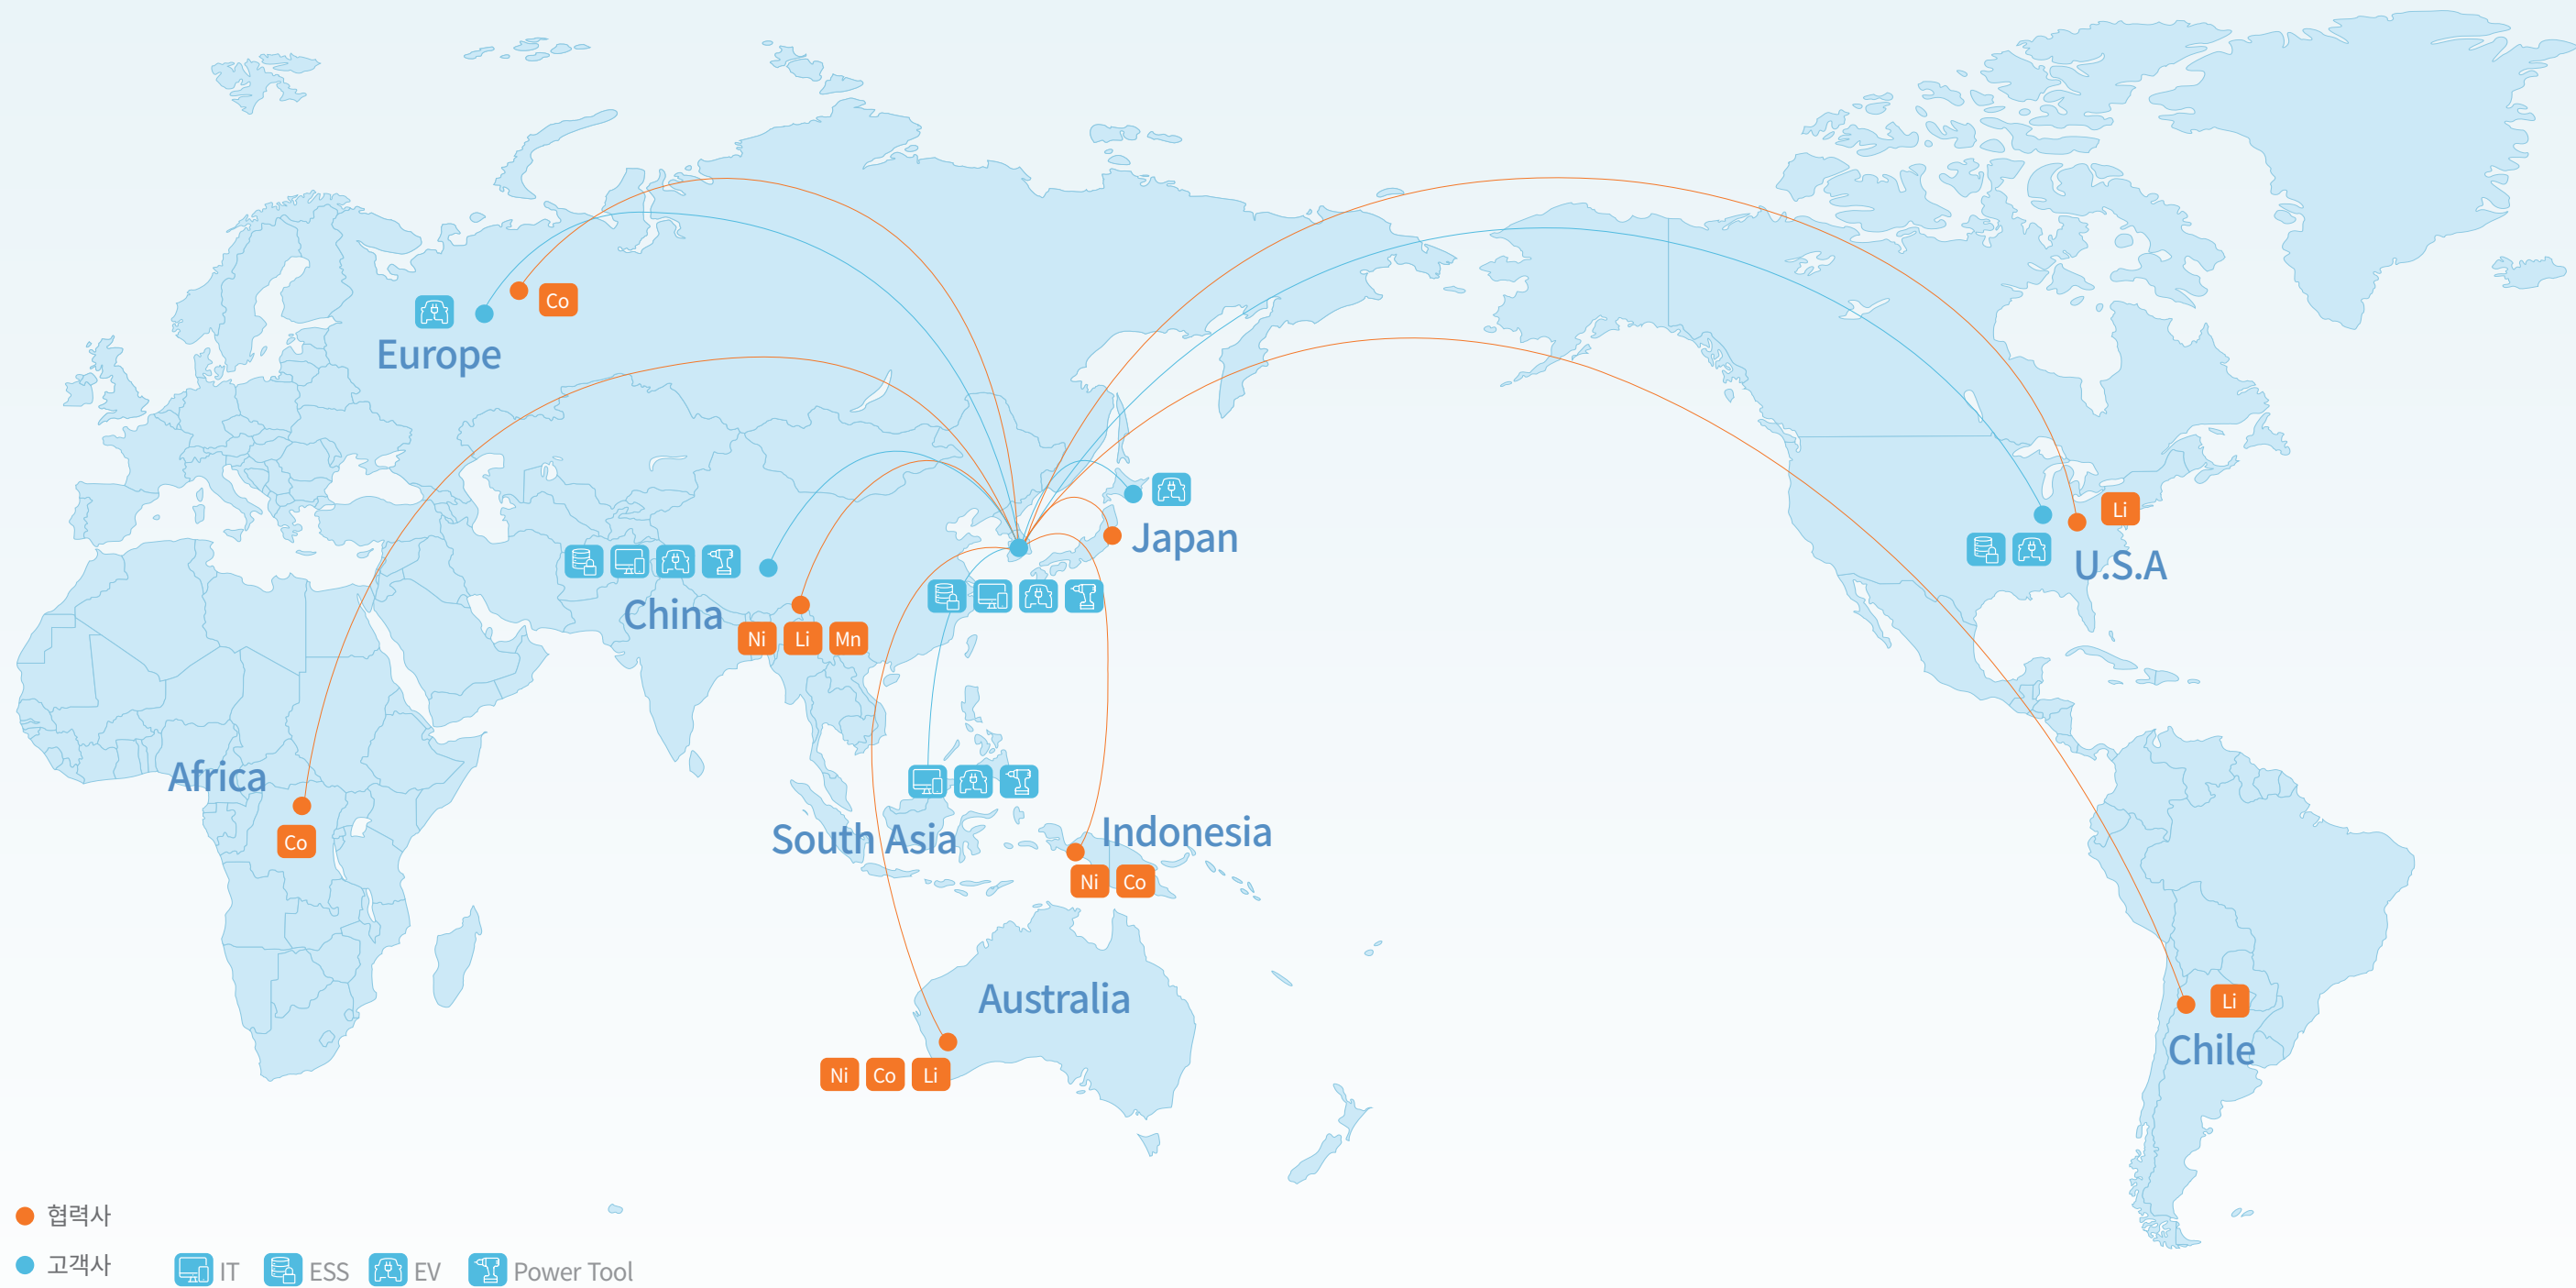 Co
Europe
Japan
Li
U.S.A
China
Ni Li Mn
Africa
Co
South Asia
Indonesia
Ni Co
Australia
Li
Chile
Ni Co Li
협력사
고객사 IT ESS EV Power Tool